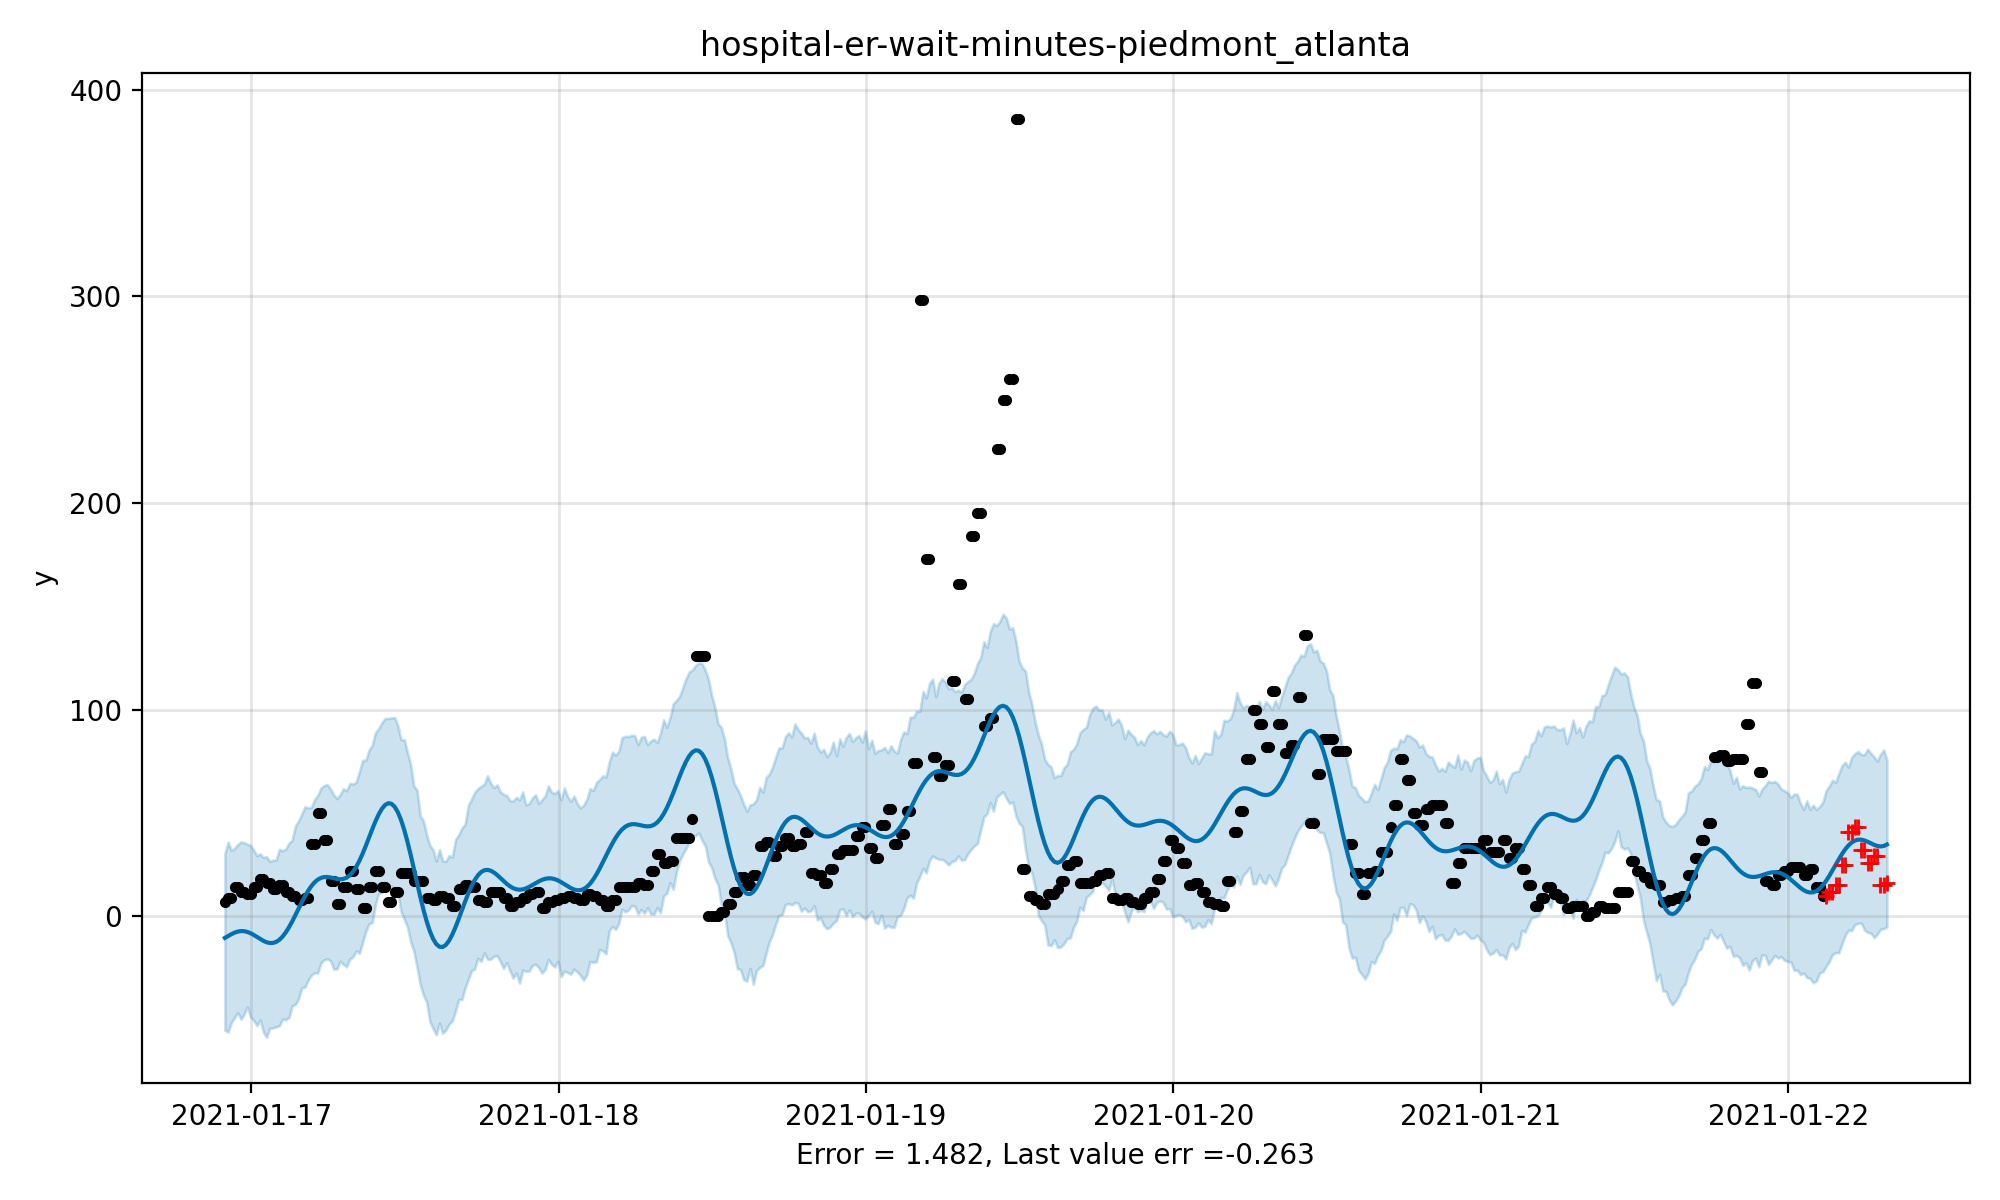 hospital-er-wait-minutes-piedmont_atlanta
400
300
200
100
0
y
2021-01-17 2021-01-18 2021-01-19 2021-01-20 2021-01-21 2021-01-22
Error = 1.482, Last value err =-0.263